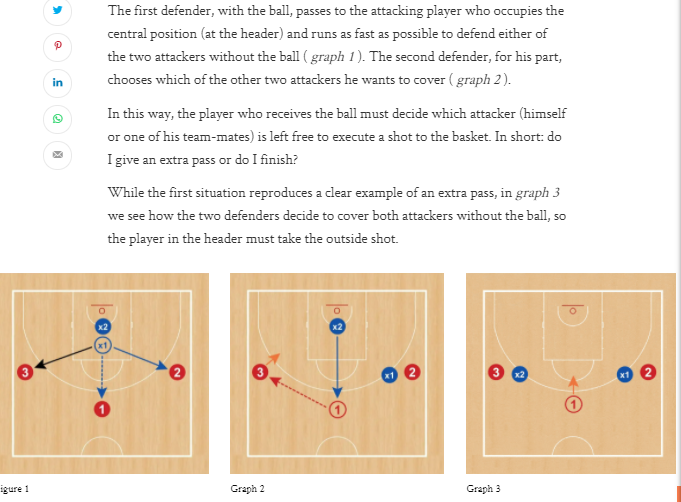 The first defender, with the ball, passes to the attacking player who occupies the
central position (at the header) and runs as fast as possible to defend either of
the two attackers without the ball ( graph 1 ). The second defender, for his part,
chooses which of the other two attackers he wants to cover ( graph 2 ).
In this way, the player who receives the ball must decide which attacker (himself
or one of his team-mates) is left free to execute a shot to the basket. In short: do
I give an extra pass or do I finish?
While the first situation reproduces a clear example of an extra pass, in graph 3
we see how the two defenders decide to cover both attackers without the ball, so
the player in the header must take the outside shot.
in
x2
x1
3
2
1
x2
3
x1
2
1
3
x2
x1
2
1
igure 1
Graph 2
Graph 3